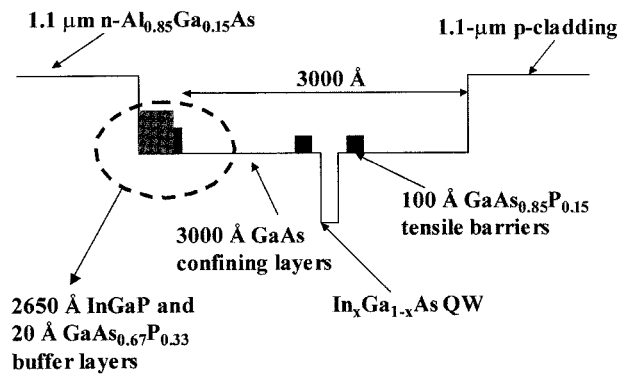 1.1 μm n-Al₀.₈₅Ga₀.₁₅As
1.1-μm p-cladding
3000 Å
100 Å GaAs₀.₈₅P₀.₁₅
tensile barriers
3000 Å GaAs
confining layers
2650 Å InGaP and
20 Å GaAs₀.₆₇P₀.₃₃
buffer layers
InₓGa₁₋ₓAs QW